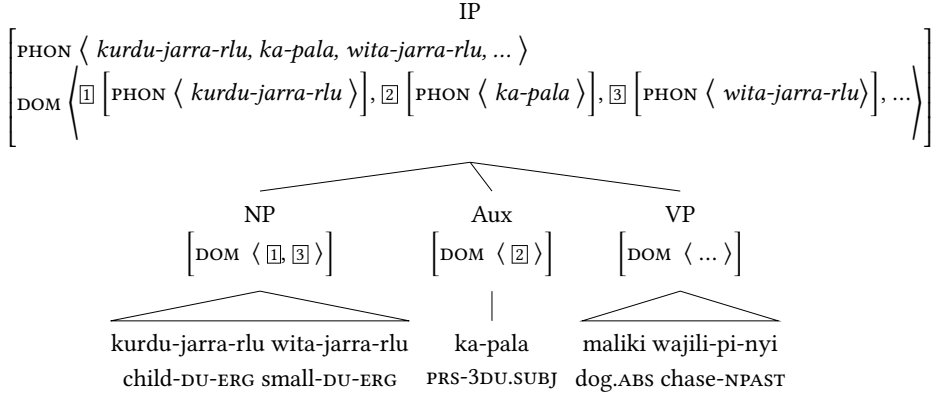 IP
PHON ⟨ kurdu-jarra-rlu, ka-pala, wita-jarra-rlu, ... ⟩
DOM ⟨ 1 [PHON ⟨ kurdu-jarra-rlu ⟩], 2 [PHON ⟨ ka-pala ⟩], 3 [PHON ⟨ wita-jarra-rlu⟩], ... ⟩
NP Aux VP
[DOM ⟨ 1, 3 ⟩] [DOM ⟨ 2 ⟩] [DOM ⟨ ... ⟩]
kurdu-jarra-rlu wita-jarra-rlu ka-pala maliki wajili-pi-nyi
child-DU-ERG small-DU-ERG PRS-3DU.SUBJ dog.ABS chase-NPAST